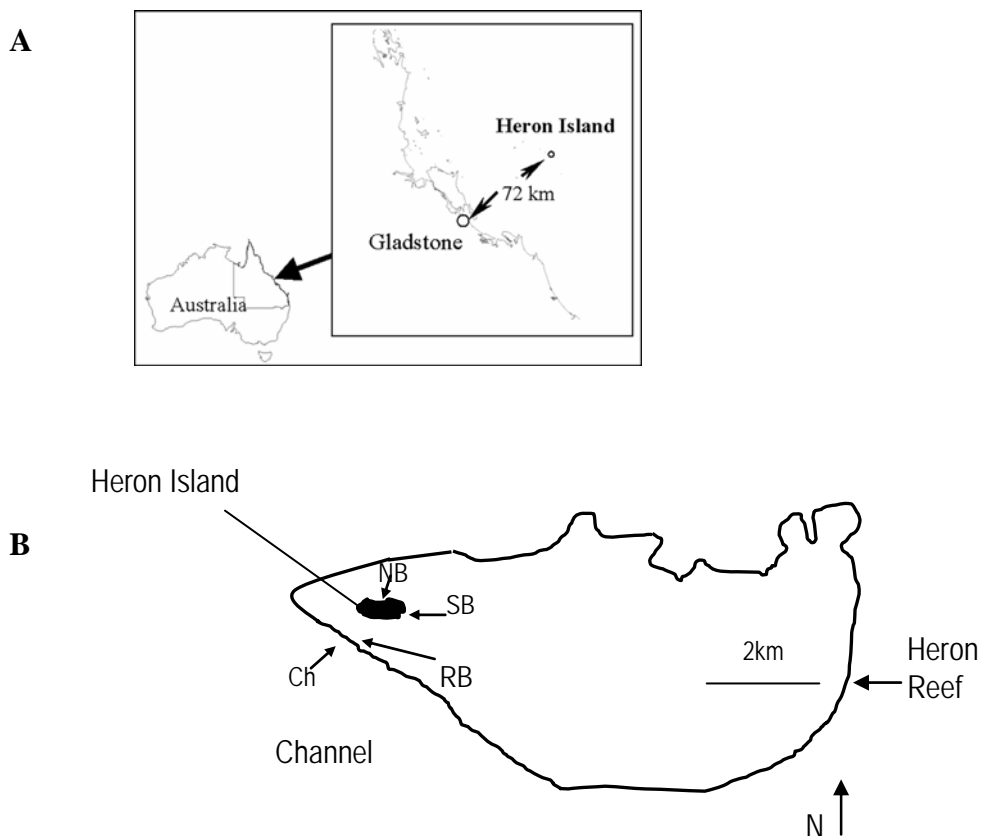 A
Heron Island
72 km
Gladstone
Australia
Heron Island
B
NB
SB
2km
Heron
Reef
Ch
RB
Channel
N